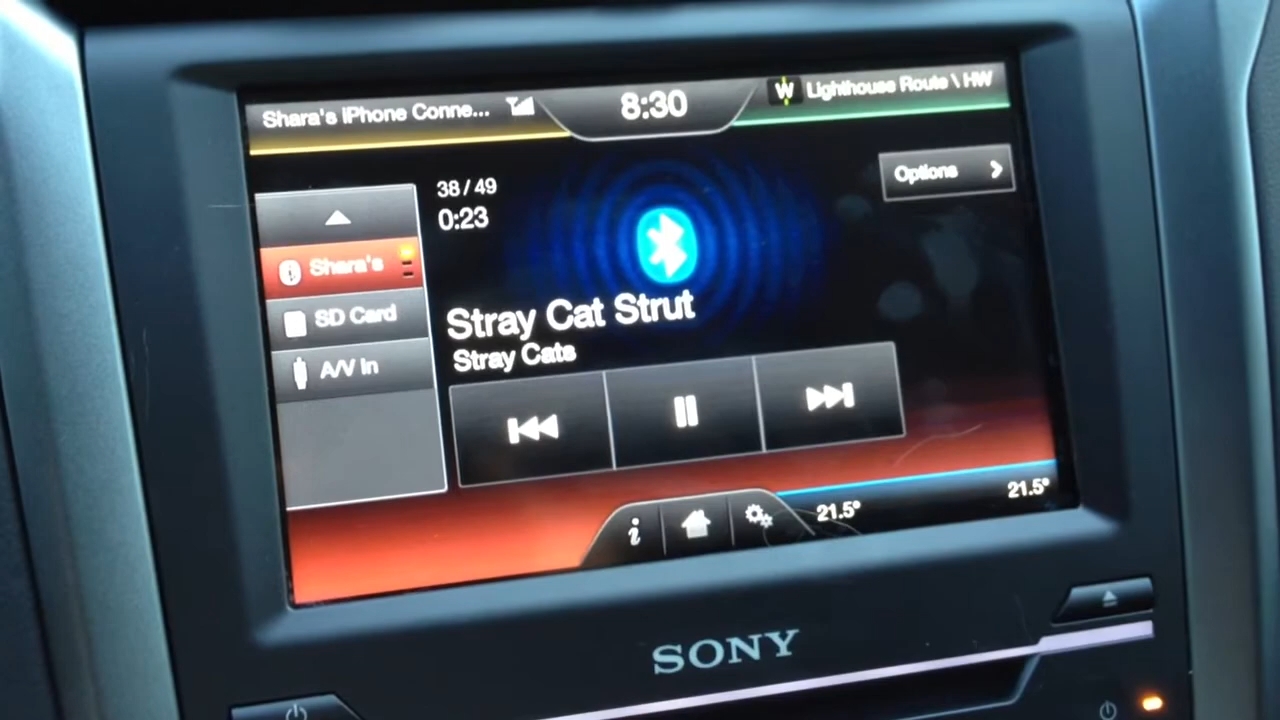 Shara's iPhone Conne...
8:30
W
Lighthouse Route \ HW
38 / 49
0:23
Options
Shara's
SD Card
A/V In
Stray Cat Strut
Stray Cats
i
21.5°
21.5°
SONY